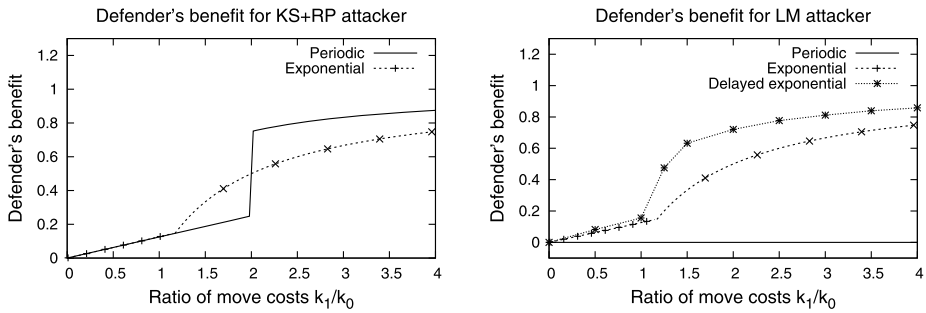 Defender's benefit for KS+RP attacker
Defender's benefit
1.2
1
0.8
0.6
0.4
0.2
0
Periodic
Exponential
0 0.5 1 1.5 2 2.5 3 3.5 4
Ratio of move costs k1/k0
Defender's benefit for LM attacker
Defender's benefit
1.2
1
0.8
0.6
0.4
0.2
0
Periodic
Exponential
Delayed exponential
0 0.5 1 1.5 2 2.5 3 3.5 4
Ratio of move costs k1/k0